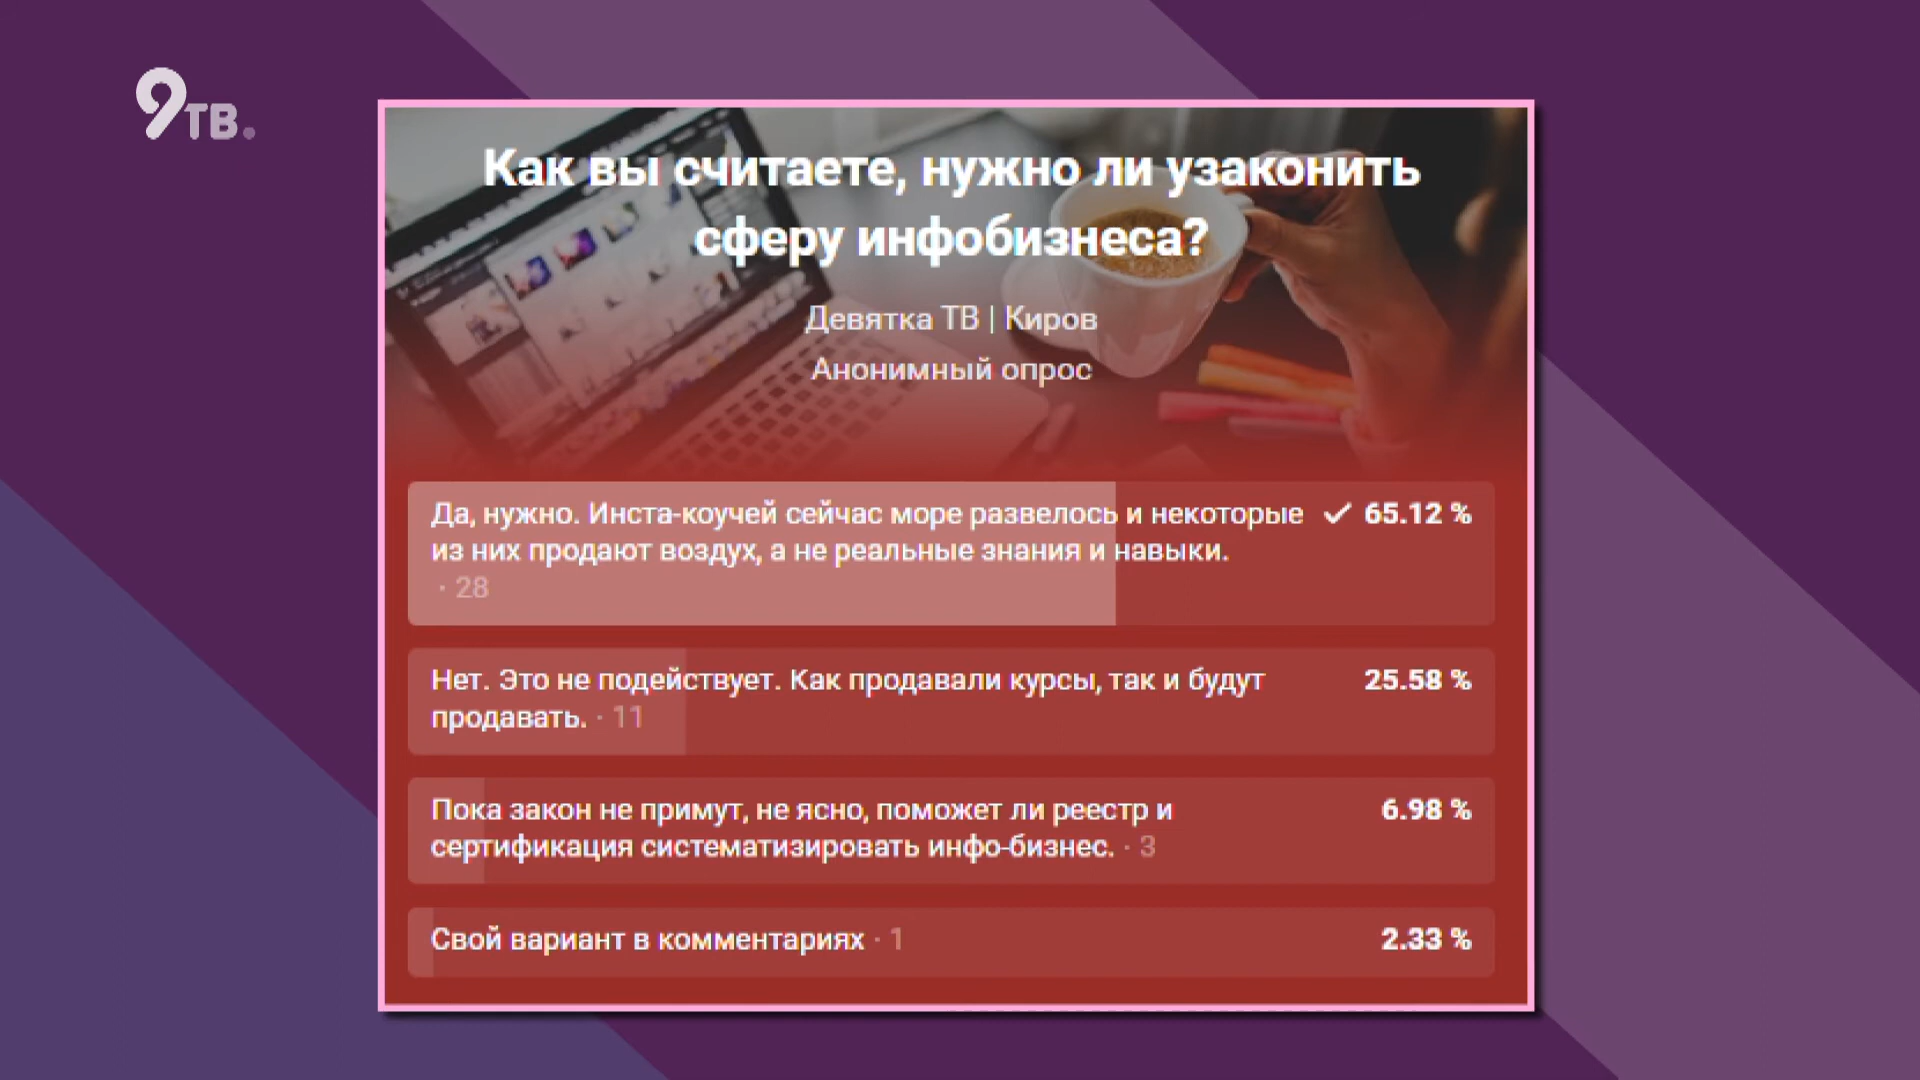 9ТВ.
Как вы считаете, нужно ли узаконить
сферу инфобизнеса?
Девятка ТВ | Киров
Анонимный опрос
Да, нужно. Инста-коучей сейчас море развелось и некоторые 65.12 %
из них продают воздух, а не реальные знания и навыки.
· 28
Нет. Это не подействует. Как продавали курсы, так и будут 25.58 %
продавать. · 11
Пока закон не примут, не ясно, поможет ли реестр и 6.98 %
сертификация систематизировать инфо-бизнес. · 3
Свой вариант в комментариях · 1 2.33 %